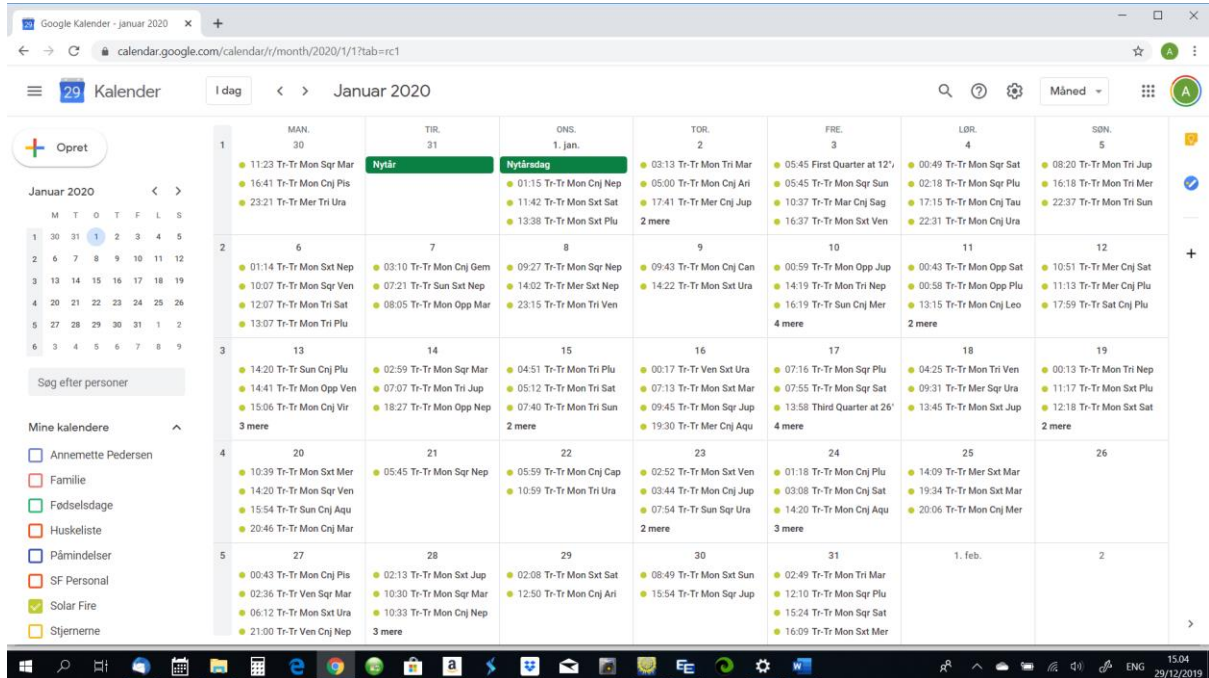 Google Kalender - januar 2020
calendar.google.com/calendar/r/month/2020/1/1?tab=rc1
29 Kalender I dag Januar 2020 Måned A
Opret
Januar 2020
M T O T F L S
1 30 31 1 2 3 4 5
2 6 7 8 9 10 11 12
3 13 14 15 16 17 18 19
4 20 21 22 23 24 25 26
5 27 28 29 30 31 1 2
6 3 4 5 6 7 8 9
Søg efter personer
Mine kalendere
Annemette Pedersen
Familie
Fødselsdage
Huskeliste
Påmindelser
SF Personal
Solar Fire
Stjernerne
MAN. TIR. ONS. TOR. FRE. LØR. SØN.
1 30 31 1. jan. 2 3 4 5
11:23 Tr-Tr Mon Sqr Mar
16:41 Tr-Tr Mon Cnj Pis
23:21 Tr-Tr Mer Tri Ura
Nytår
Nytårsdag
01:15 Tr-Tr Mon Cnj Nep
11:42 Tr-Tr Mon Sxt Sat
13:38 Tr-Tr Mon Sxt Plu
03:13 Tr-Tr Mon Tri Mar
05:00 Tr-Tr Mon Cnj Ari
17:41 Tr-Tr Mer Cnj Jup
2 mere
05:45 First Quarter at 12°
05:45 Tr-Tr Mon Sqr Sun
10:37 Tr-Tr Mar Cnj Sag
16:37 Tr-Tr Mon Sxt Ven
00:49 Tr-Tr Mon Sqr Sat
02:18 Tr-Tr Mon Sqr Plu
17:15 Tr-Tr Mon Cnj Tau
22:31 Tr-Tr Mon Cnj Ura
08:20 Tr-Tr Mon Tri Jup
16:18 Tr-Tr Mon Tri Mer
22:37 Tr-Tr Mon Tri Sun
2 6 7 8 9 10 11 12
01:14 Tr-Tr Mon Sxt Nep
10:07 Tr-Tr Mon Sqr Ven
12:07 Tr-Tr Mon Tri Sat
13:07 Tr-Tr Mon Tri Plu
03:10 Tr-Tr Mon Cnj Gem
07:21 Tr-Tr Sun Sxt Nep
08:05 Tr-Tr Mon Opp Mar
09:27 Tr-Tr Mon Sqr Nep
14:02 Tr-Tr Mer Sxt Nep
23:15 Tr-Tr Mon Tri Ven
09:43 Tr-Tr Mon Cnj Can
14:22 Tr-Tr Mon Sxt Ura
00:59 Tr-Tr Mon Opp Jup
14:19 Tr-Tr Mon Tri Nep
16:19 Tr-Tr Sun Cnj Mer
4 mere
00:43 Tr-Tr Mon Opp Sat
00:58 Tr-Tr Mon Opp Plu
13:15 Tr-Tr Mon Cnj Leo
2 mere
10:51 Tr-Tr Mer Cnj Sat
11:13 Tr-Tr Mer Cnj Plu
17:59 Tr-Tr Sat Cnj Plu
3 13 14 15 16 17 18 19
14:20 Tr-Tr Sun Cnj Plu
14:41 Tr-Tr Mon Opp Ven
15:06 Tr-Tr Mon Cnj Vir
3 mere
02:59 Tr-Tr Mon Sqr Mar
07:07 Tr-Tr Mon Tri Jup
18:27 Tr-Tr Mon Opp Nep
04:51 Tr-Tr Mon Tri Plu
05:12 Tr-Tr Mon Tri Sat
07:40 Tr-Tr Mon Tri Sun
2 mere
00:17 Tr-Tr Ven Sxt Ura
07:13 Tr-Tr Mon Sxt Mar
09:45 Tr-Tr Mon Sqr Jup
19:30 Tr-Tr Mer Cnj Aqu
07:16 Tr-Tr Mon Sqr Plu
07:55 Tr-Tr Mon Sqr Sat
13:58 Third Quarter at 26°
4 mere
04:25 Tr-Tr Mon Tri Ven
09:31 Tr-Tr Mer Sqr Ura
13:45 Tr-Tr Mon Sxt Jup
00:13 Tr-Tr Mon Tri Nep
11:17 Tr-Tr Mon Sxt Plu
12:18 Tr-Tr Mon Sxt Sat
2 mere
4 20 21 22 23 24 25 26
10:39 Tr-Tr Mon Sxt Mer
14:20 Tr-Tr Mon Sqr Ven
15:54 Tr-Tr Sun Cnj Aqu
20:46 Tr-Tr Mon Cnj Mar
05:45 Tr-Tr Mon Sqr Nep
05:59 Tr-Tr Mon Cnj Cap
10:59 Tr-Tr Mon Tri Ura
02:52 Tr-Tr Mon Sxt Ven
03:44 Tr-Tr Mon Cnj Jup
07:54 Tr-Tr Sun Sqr Ura
2 mere
01:18 Tr-Tr Mon Cnj Plu
03:08 Tr-Tr Mon Cnj Sat
14:20 Tr-Tr Mon Cnj Aqu
3 mere
14:09 Tr-Tr Mer Sxt Mar
19:34 Tr-Tr Mon Sxt Mar
20:06 Tr-Tr Mon Cnj Mer
5 27 28 29 30 31 1. feb. 2
00:43 Tr-Tr Mon Cnj Pis
02:36 Tr-Tr Ven Sqr Mar
06:12 Tr-Tr Mon Sxt Ura
21:00 Tr-Tr Ven Cnj Nep
02:13 Tr-Tr Mon Sxt Jup
10:30 Tr-Tr Mon Sqr Mar
10:33 Tr-Tr Mon Cnj Nep
3 mere
02:08 Tr-Tr Mon Sxt Sat
12:50 Tr-Tr Mon Cnj Ari
08:49 Tr-Tr Mon Sxt Sun
15:54 Tr-Tr Mon Sqr Jup
02:49 Tr-Tr Mon Tri Mar
12:10 Tr-Tr Mon Sqr Plu
15:24 Tr-Tr Mon Sqr Sat
16:09 Tr-Tr Mon Sxt Mer
ENG 15.04
29/12/2019